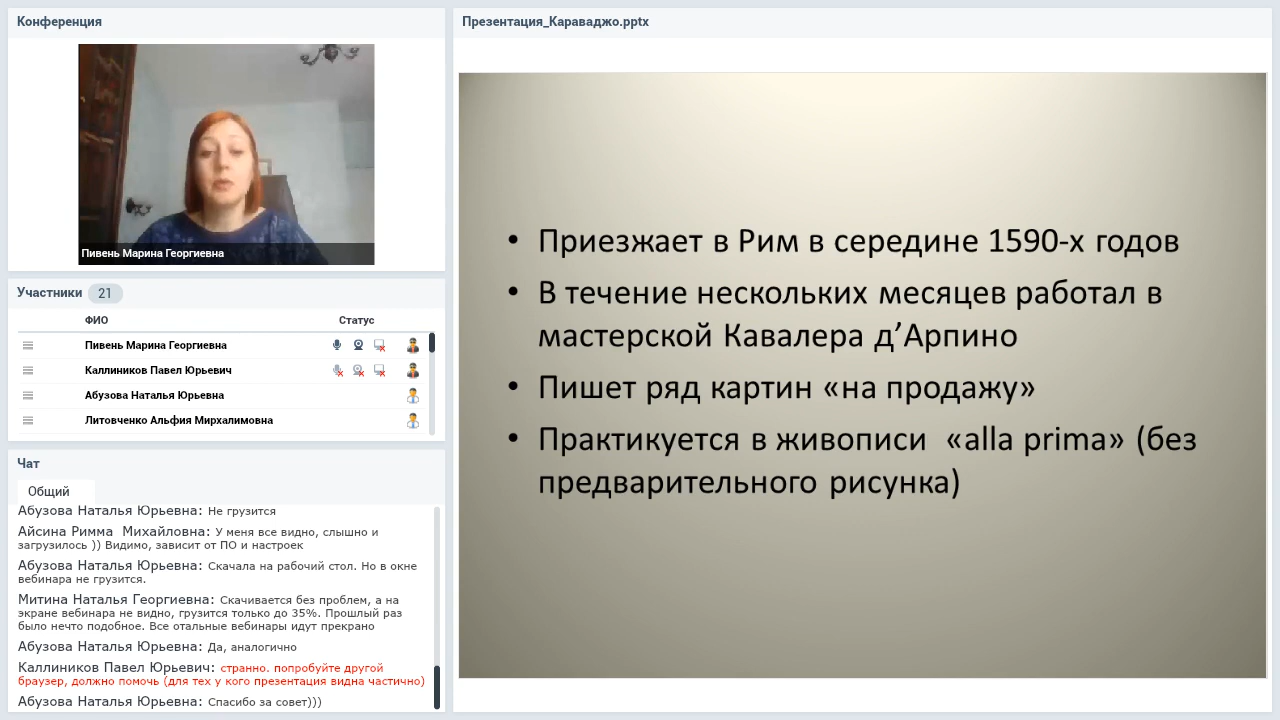 Конференция
Пивень Марина Георгиевна
Участники 21
ФИО Статус
Пивень Марина Георгиевна
Каллиников Павел Юрьевич
Абузова Наталья Юрьевна
Литовченко Альфия Мирхалимовна
Чат
Общий
Абузова Наталья Юрьевна: Не грузится
Айсина Римма  Михайловна: У меня все видно, слышно и
загрузилось )) Видимо, зависит от ПО и настроек
Абузова Наталья Юрьевна: Скачала на рабочий стол. Но в окне
вебинара не грузится.
Митина Наталья Георгиевна: Скачивается без проблем, а на
экране вебинара не видно, грузится только до 35%. Прошлый раз
было нечто подобное. Все отальные вебинары идут прекрано
Абузова Наталья Юрьевна: Да, аналогично
Каллиников Павел Юрьевич: странно. попробуйте другой
браузер, должно помочь (для тех у кого презентация видна частично)
Абузова Наталья Юрьевна: Спасибо за совет)))
Презентация_Караваджо.pptx
• Приезжает в Рим в середине 1590-х годов
• В течение нескольких месяцев работал в
мастерской Кавалера д’Арпино
• Пишет ряд картин «на продажу»
• Практикуется в живописи  «alla prima» (без
предварительного рисунка)